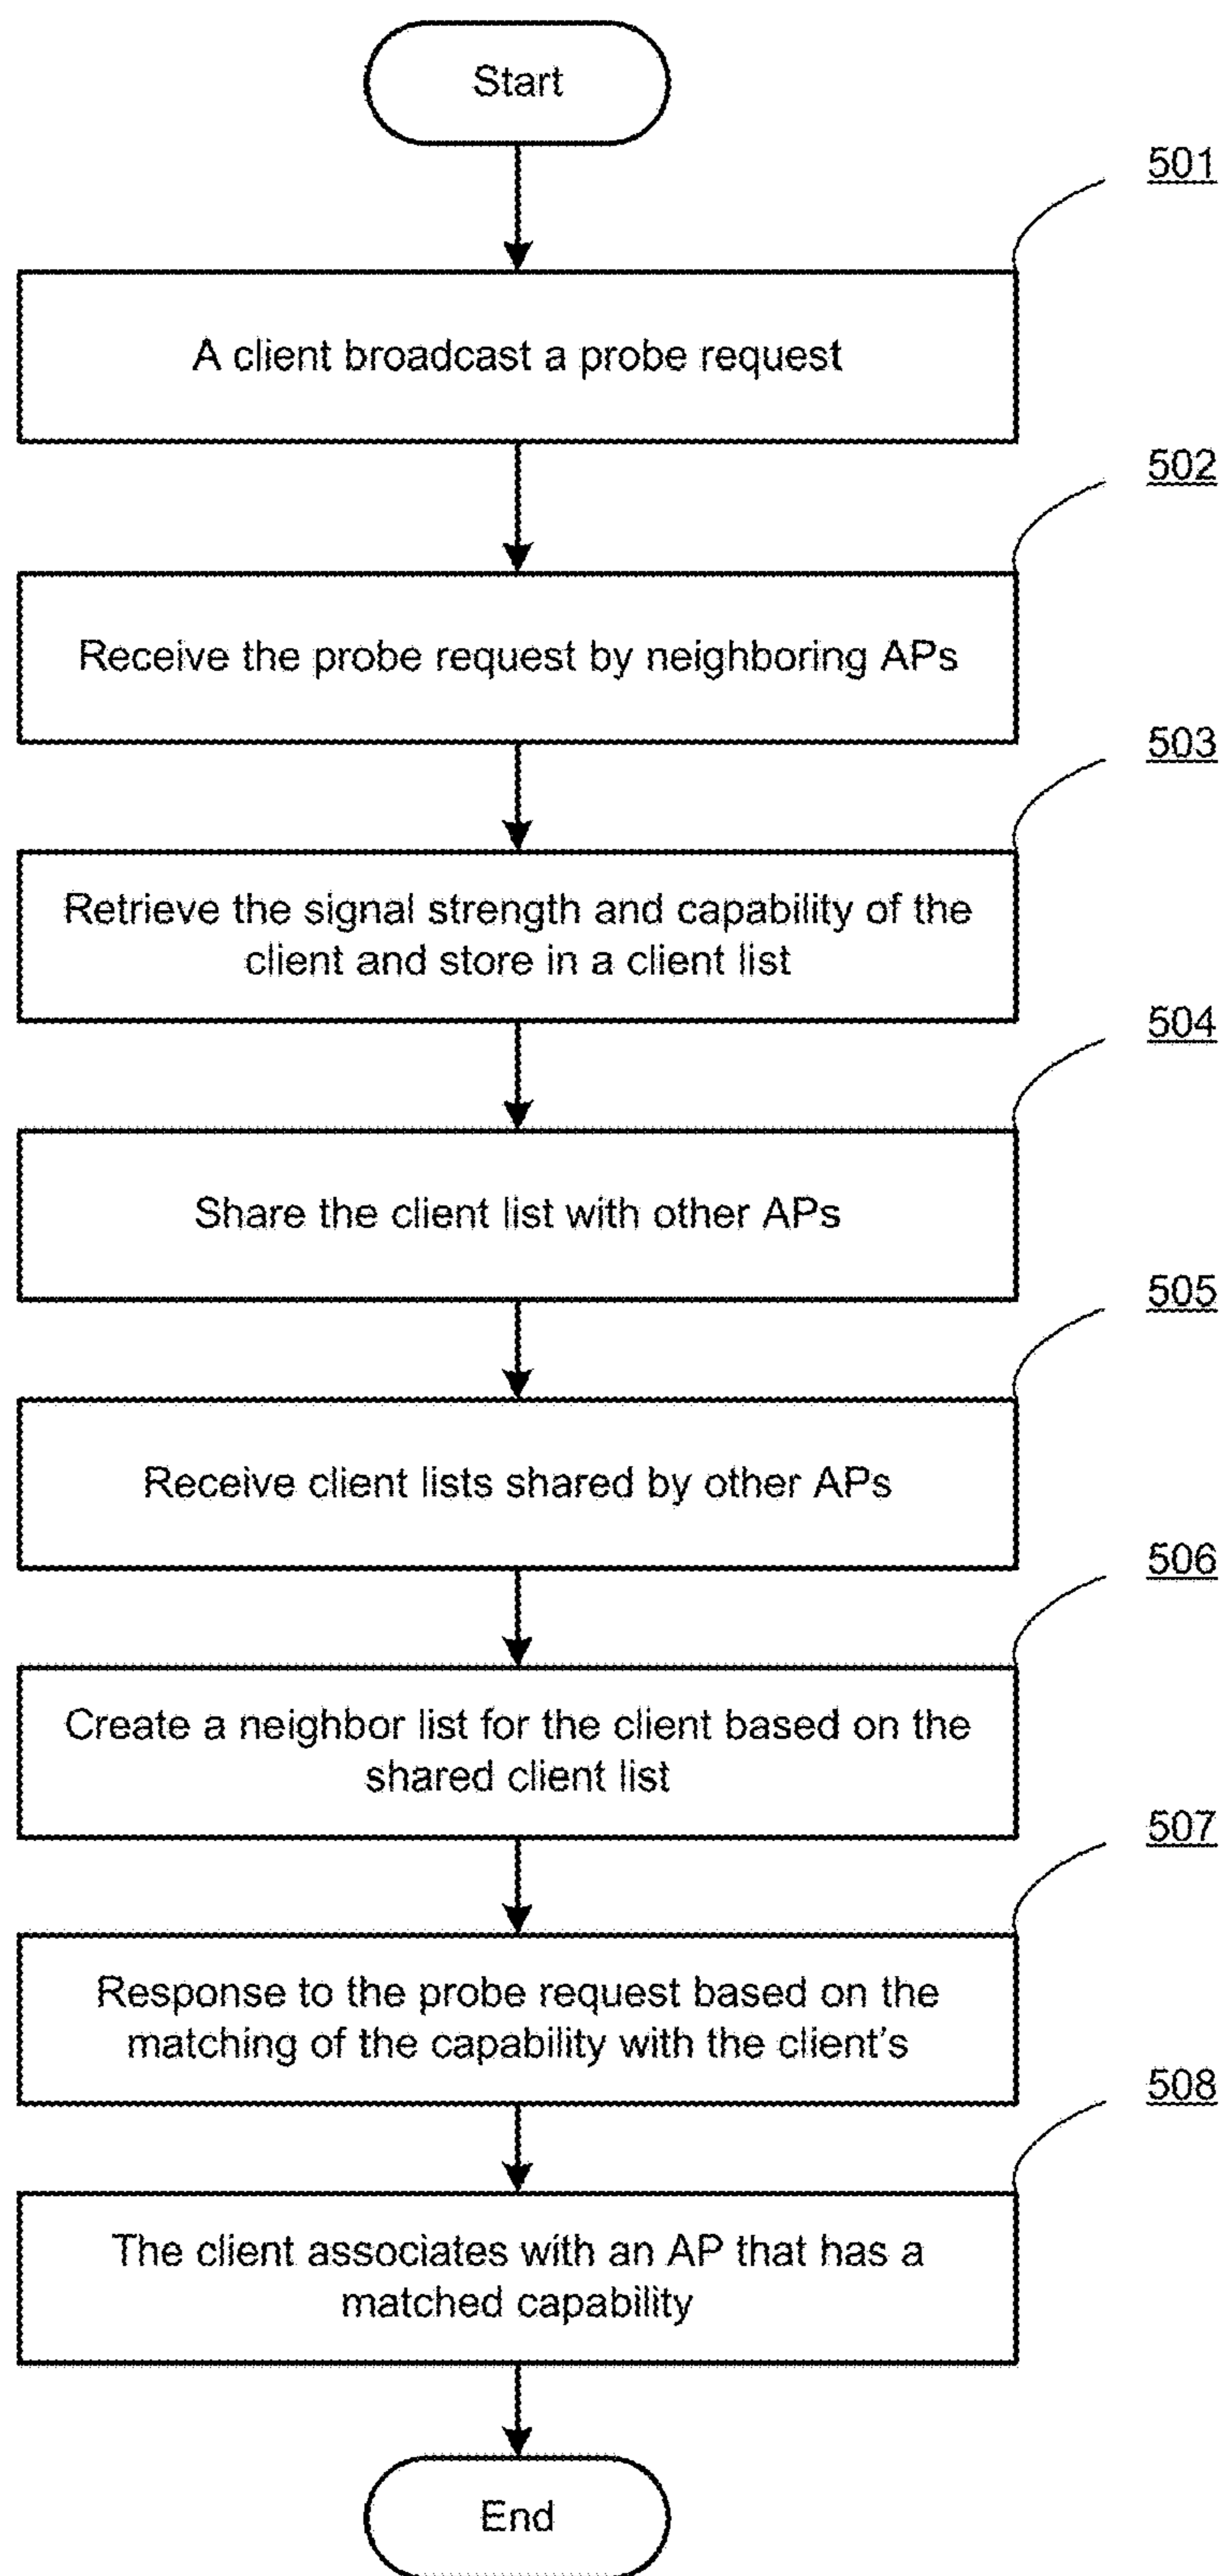 Start
501
A client broadcast a probe request
502
Receive the probe request by neighboring APs
503
Retrieve the signal strength and capability of the
client and store in a client list
504
Share the client list with other APs
505
Receive client lists shared by other APs
506
Create a neighbor list for the client based on the
shared client list
507
Response to the probe request based on the
matching of the capability with the client's
508
The client associates with an AP that has a
matched capability
End